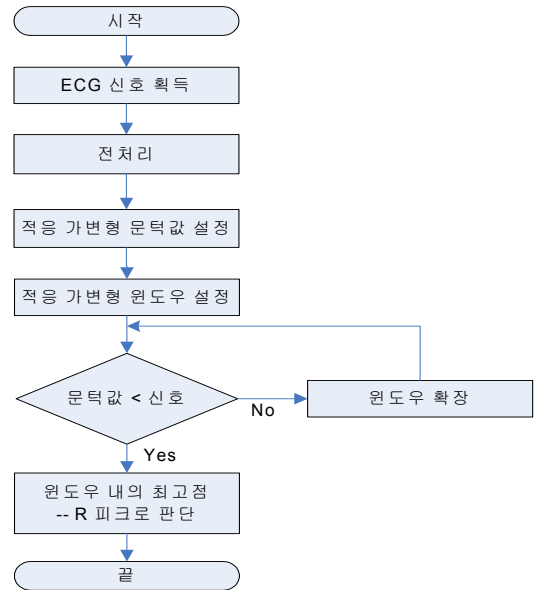 시작
ECG 신호 획득
전처리
적응 가변형 문턱값 설정
적응 가변형 윈도우 설정
문턱값 < 신호
No
윈도우 확장
Yes
윈도우 내의 최고점
-- R 피크로 판단
끝